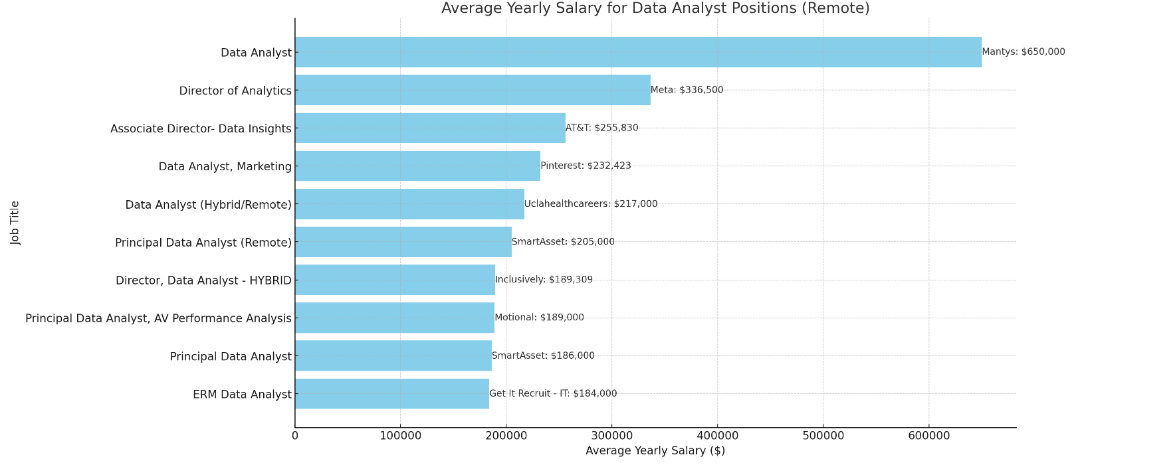 Average Yearly Salary for Data Analyst Positions (Remote)
Data Analyst
Mantys: $650,000
Director of Analytics
Meta: $336,500
Associate Director- Data Insights
AT&T: $255,830
Data Analyst, Marketing
Pinterest: $232,423
Data Analyst (Hybrid/Remote)
Uclahealthcareers: $217,000
Principal Data Analyst (Remote)
SmartAsset: $205,000
Director, Data Analyst - HYBRID
Inclusively: $189,309
Principal Data Analyst, AV Performance Analysis
Motional: $189,000
Principal Data Analyst
SmartAsset: $186,000
ERM Data Analyst
Get It Recruit - IT: $184,000
Job Title
0 100000 200000 300000 400000 500000 600000
Average Yearly Salary ($)